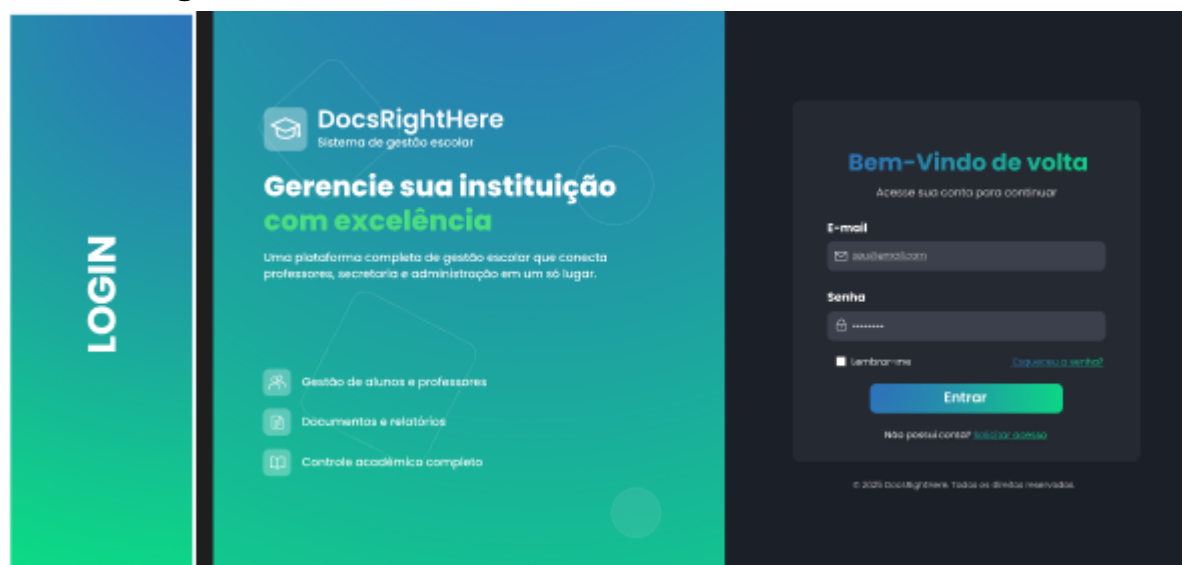 LOGIN
DocsRightHere
Sistema de gestão escolar
Gerencie sua instituição
com excelência
Uma plataforma completa de gestão escolar que conecta
professores, secretaria e administração em um só lugar.
Gestão de alunos e professores
Documentos e relatórios
Controle acadêmico completo
Bem-Vindo de volta
Acesse sua conta para continuar
E-mail
seu@email.com
Senha
••••••••
Lembrar-me
Esqueceu a senha?
Entrar
Não possui conta? Solicitar acesso
© 2025 DocsRightHere. Todos os direitos reservados.